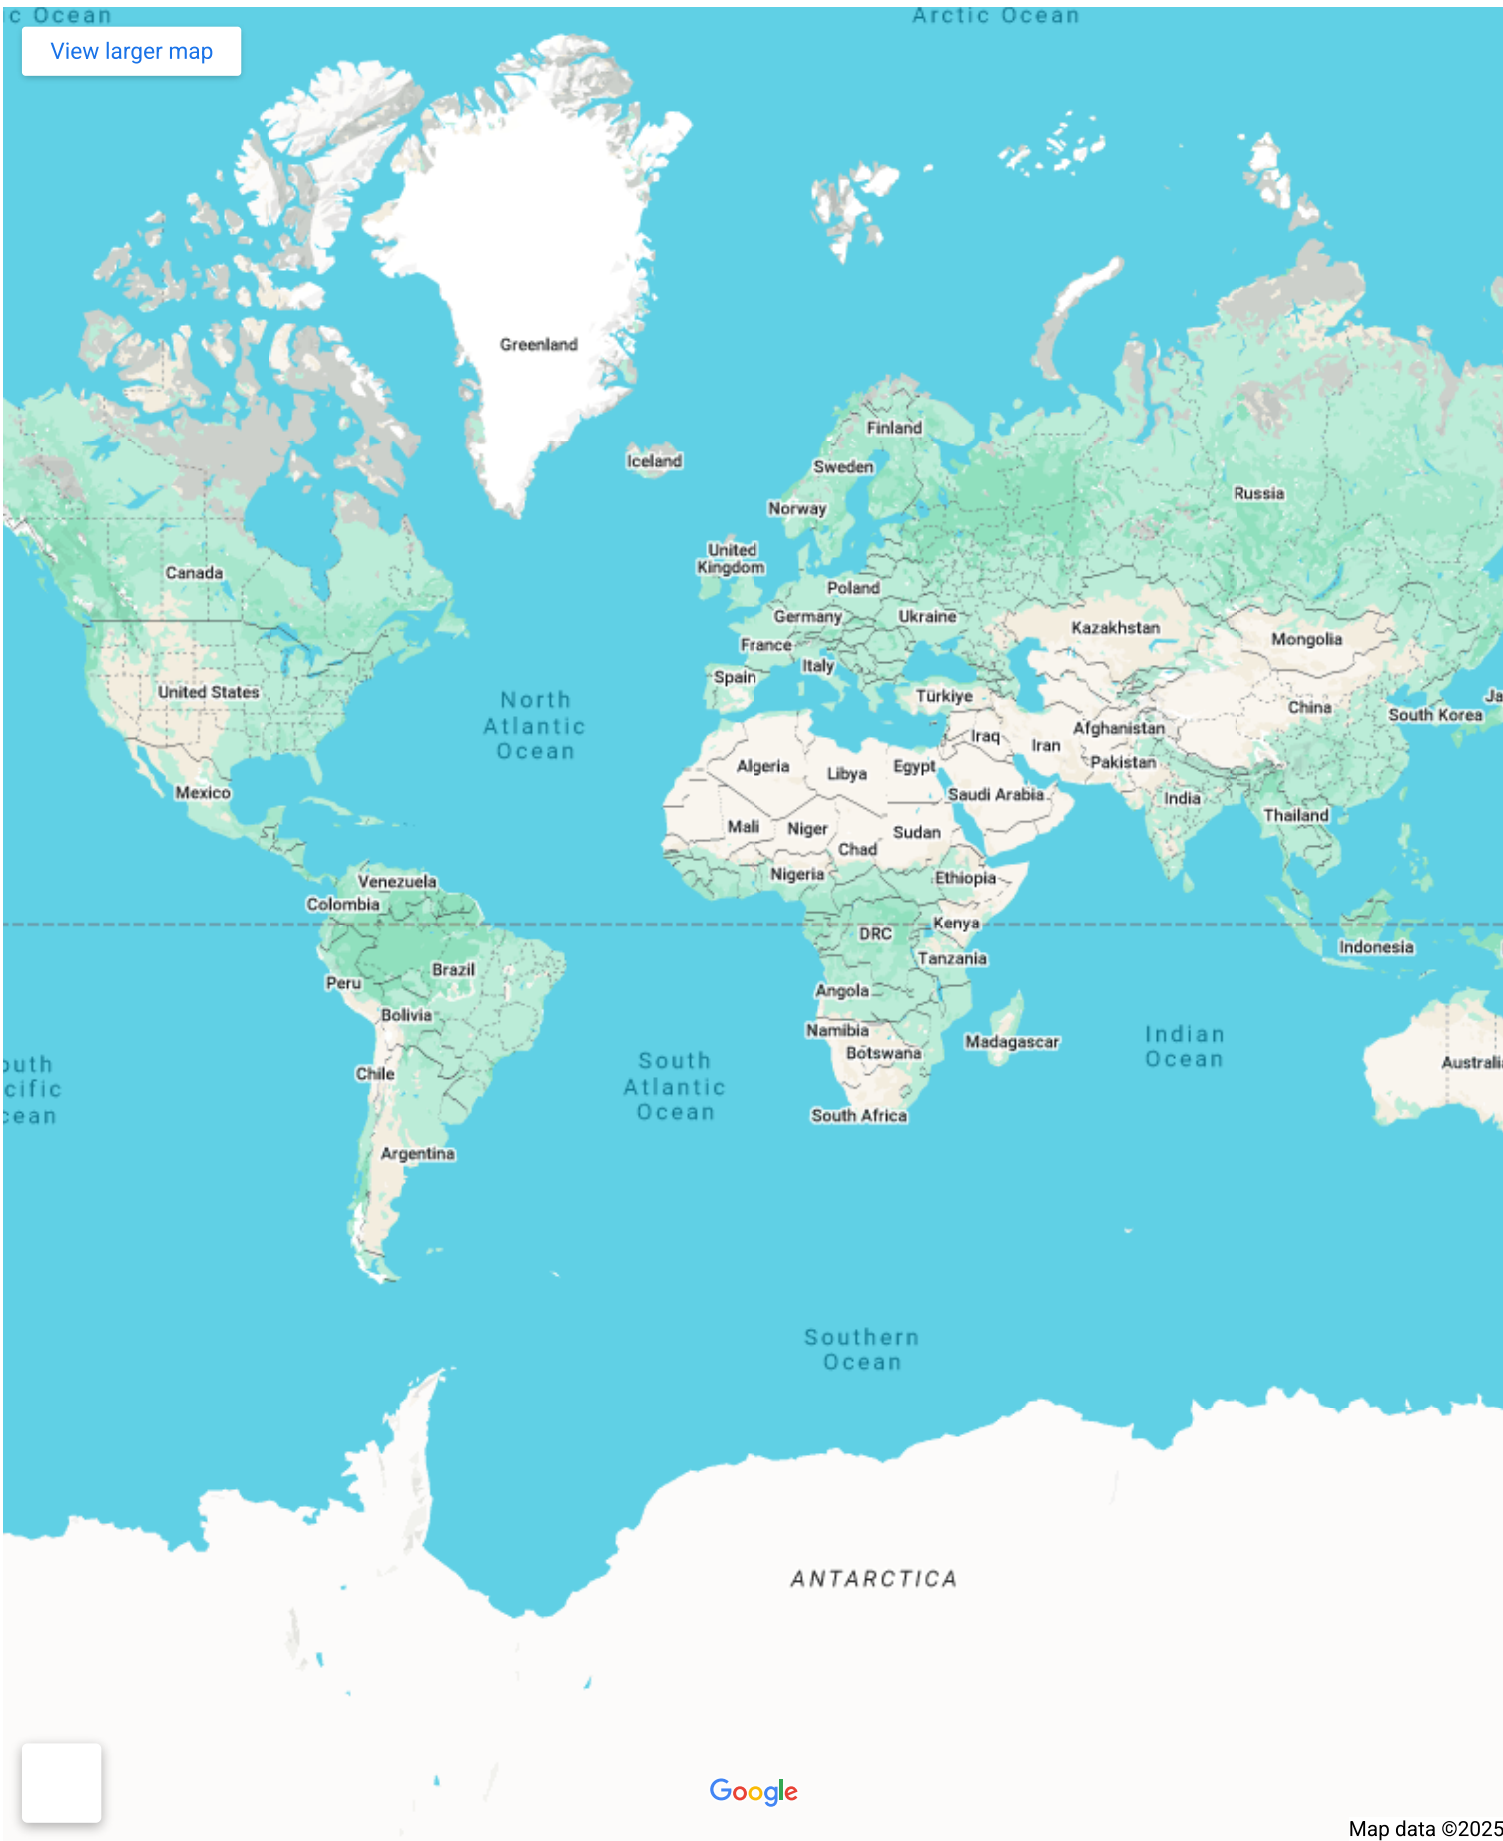 c Ocean
Arctic Ocean
View larger map
Greenland
Finland
Iceland
Sweden
Russia
Norway
United
Kingdom
Canada
Poland
Germany
Ukraine
Kazakhstan
Mongolia
France
Italy
Spain
United States
Türkiye
Ja
North
Atlantic
Ocean
China
South Korea
Afghanistan
Iraq
Iran
Pakistan
Algeria
Libya
Egypt
Mexico
Saudi Arabia
India
Thailand
Mali
Niger
Sudan
Chad
Nigeria
Ethiopia
Venezuela
Colombia
Kenya
DRC
Indonesia
Tanzania
Brazil
Peru
Angola
Bolivia
Namibia
Madagascar
Botswana
Indian
Ocean
outh
cific
cean
South
Atlantic
Ocean
Australi
Chile
South Africa
Argentina
Southern
Ocean
ANTARCTICA
Google
Map data ©2025